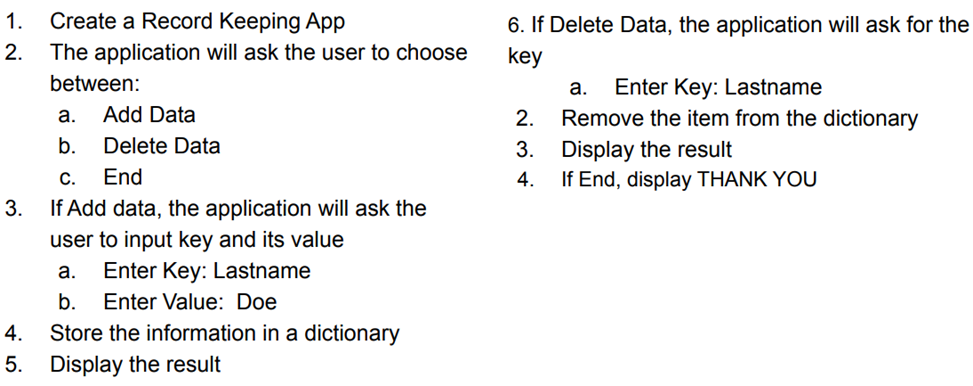 1. Create a Record Keeping App
2. The application will ask the user to choose
between:
a. Add Data
b. Delete Data
c. End
3. If Add data, the application will ask the
user to input key and its value
a. Enter Key: Lastname
b. Enter Value: Doe
4. Store the information in a dictionary
5. Display the result
6. If Delete Data, the application will ask for the
key
a. Enter Key: Lastname
2. Remove the item from the dictionary
3. Display the result
4. If End, display THANK YOU